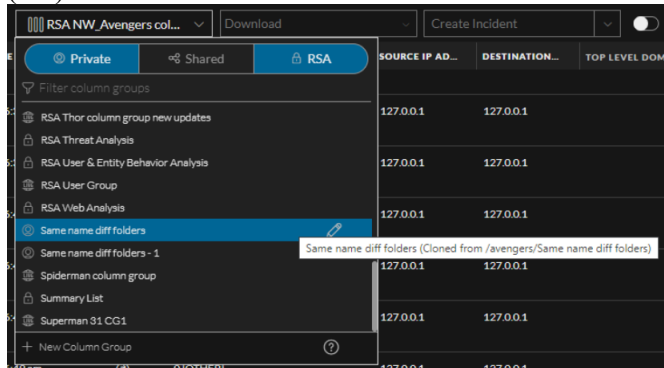 RSA NW_Avengers col... Download Create Incident
Private Shared RSA SOURCE IP AD... DESTINATION... TOP LEVEL DOM
Filter column groups
RSA Thor column group new updates 127.0.0.1 127.0.0.1
RSA Threat Analysis
RSA User & Entity Behavior Analysis 127.0.0.1 127.0.0.1
RSA User Group
RSA Web Analysis
127.0.0.1 127.0.0.1
Same name diff folders
Same name diff folders (Cloned from /avengers/Same name diff folders)
Same name diff folders - 1
127.0.0.1 127.0.0.1
Spiderman column group
Summary List
Superman 31 CG1 127.0.0.1 127.0.0.1
+ New Column Group